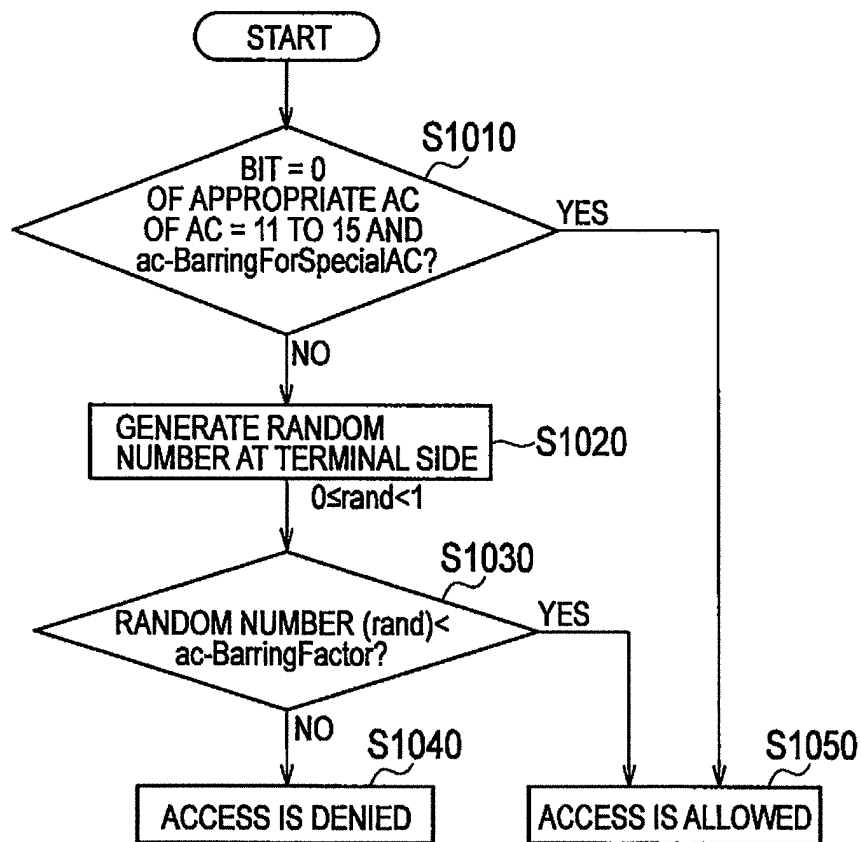 START
S1010
BIT = 0
OF APPROPRIATE AC
OF AC = 11 TO 15 AND
ac-BarringForSpecialAC?
YES
NO
GENERATE RANDOM
NUMBER AT TERMINAL SIDE
S1020
0≤rand<1
S1030
RANDOM NUMBER (rand)<
ac-BarringFactor?
YES
NO
S1040
S1050
ACCESS IS DENIED
ACCESS IS ALLOWED